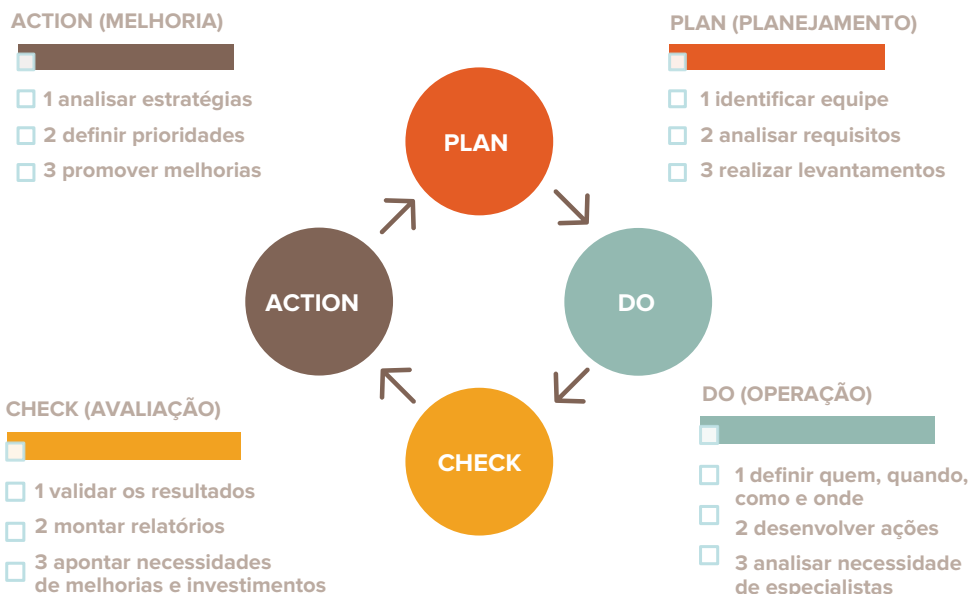 ACTION (MELHORIA)
1 analisar estratégias
2 definir prioridades
3 promover melhorias
PLAN (PLANEJAMENTO)
1 identificar equipe
2 analisar requisitos
3 realizar levantamentos
PLAN
ACTION
DO
CHECK
CHECK (AVALIAÇÃO)
1 validar os resultados
2 montar relatórios
3 apontar necessidades
de melhorias e investimentos
DO (OPERAÇÃO)
1 definir quem, quando,
como e onde
2 desenvolver ações
3 analisar necessidade
de especialistas